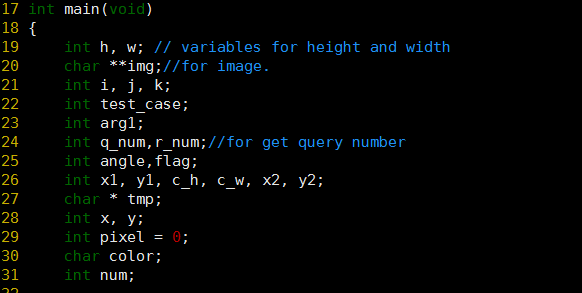 17 int main(void)
18 {
19     int h, w; // variables for height and width
20     char **img;//for image.
21     int i, j, k;
22     int test_case;
23     int arg1;
24     int q_num,r_num;//for get query number
25     int angle,flag;
26     int x1, y1, c_h, c_w, x2, y2;
27     char * tmp;
28     int x, y;
29     int pixel = 0;
30     char color;
31     int num;